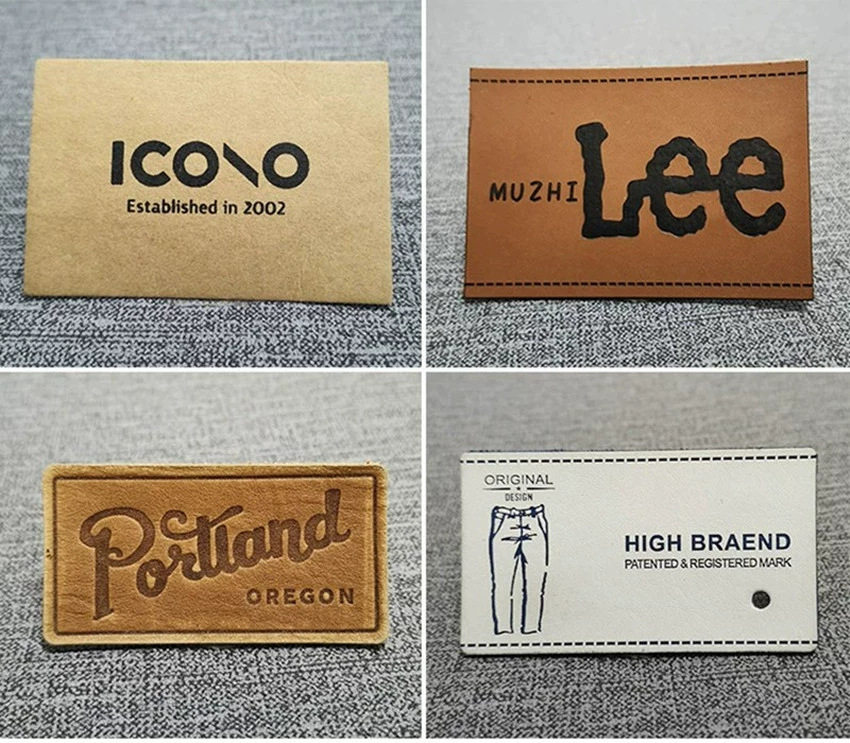 ICONO
Established in 2002
MUZHI Lee
Portland
OREGON
ORIGINAL
DESIGN
HIGH BRAEND
PATENTED & REGISTERED MARK